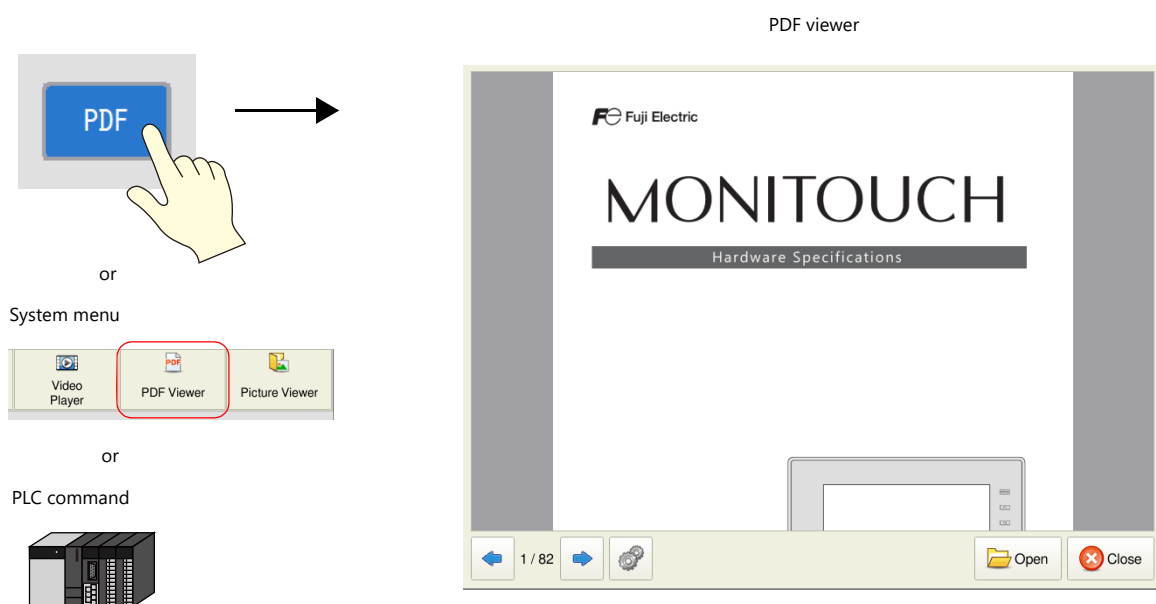 PDF viewer
PDF
Fuji Electric
MONITOUCH
Hardware Specifications
or
System menu
Video
Player
PDF Viewer
Picture Viewer
or
PLC command
1 / 82
Open
Close